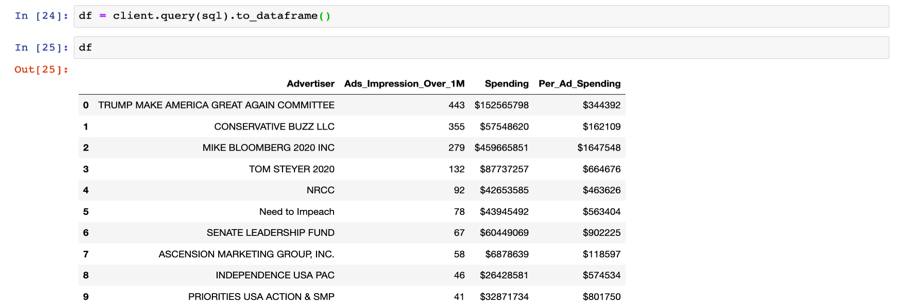 In [24]: df = client.query(sql).to_dataframe()
In [25]: df
Out[25]:
Advertiser Ads_Impression_Over_1M Spending Per_Ad_Spending
0 TRUMP MAKE AMERICA GREAT AGAIN COMMITTEE 443 $152565798 $344392
1 CONSERVATIVE BUZZ LLC 355 $57548620 $162109
2 MIKE BLOOMBERG 2020 INC 279 $459665851 $1647548
3 TOM STEYER 2020 132 $87737257 $664676
4 NRCC 92 $42653585 $463626
5 Need to Impeach 78 $43945492 $563404
6 SENATE LEADERSHIP FUND 67 $60449069 $902225
7 ASCENSION MARKETING GROUP, INC. 58 $6878639 $118597
8 INDEPENDENCE USA PAC 46 $26428581 $574534
9 PRIORITIES USA ACTION & SMP 41 $32871734 $801750